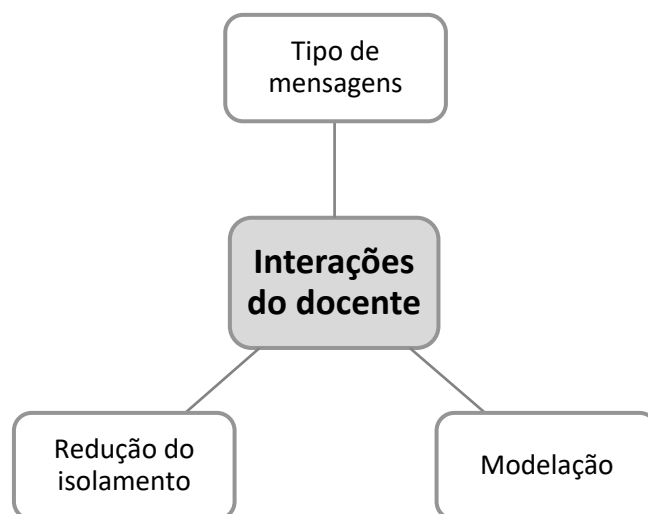 Tipo de
mensagens
Interações
do docente
Redução do
isolamento
Modelação